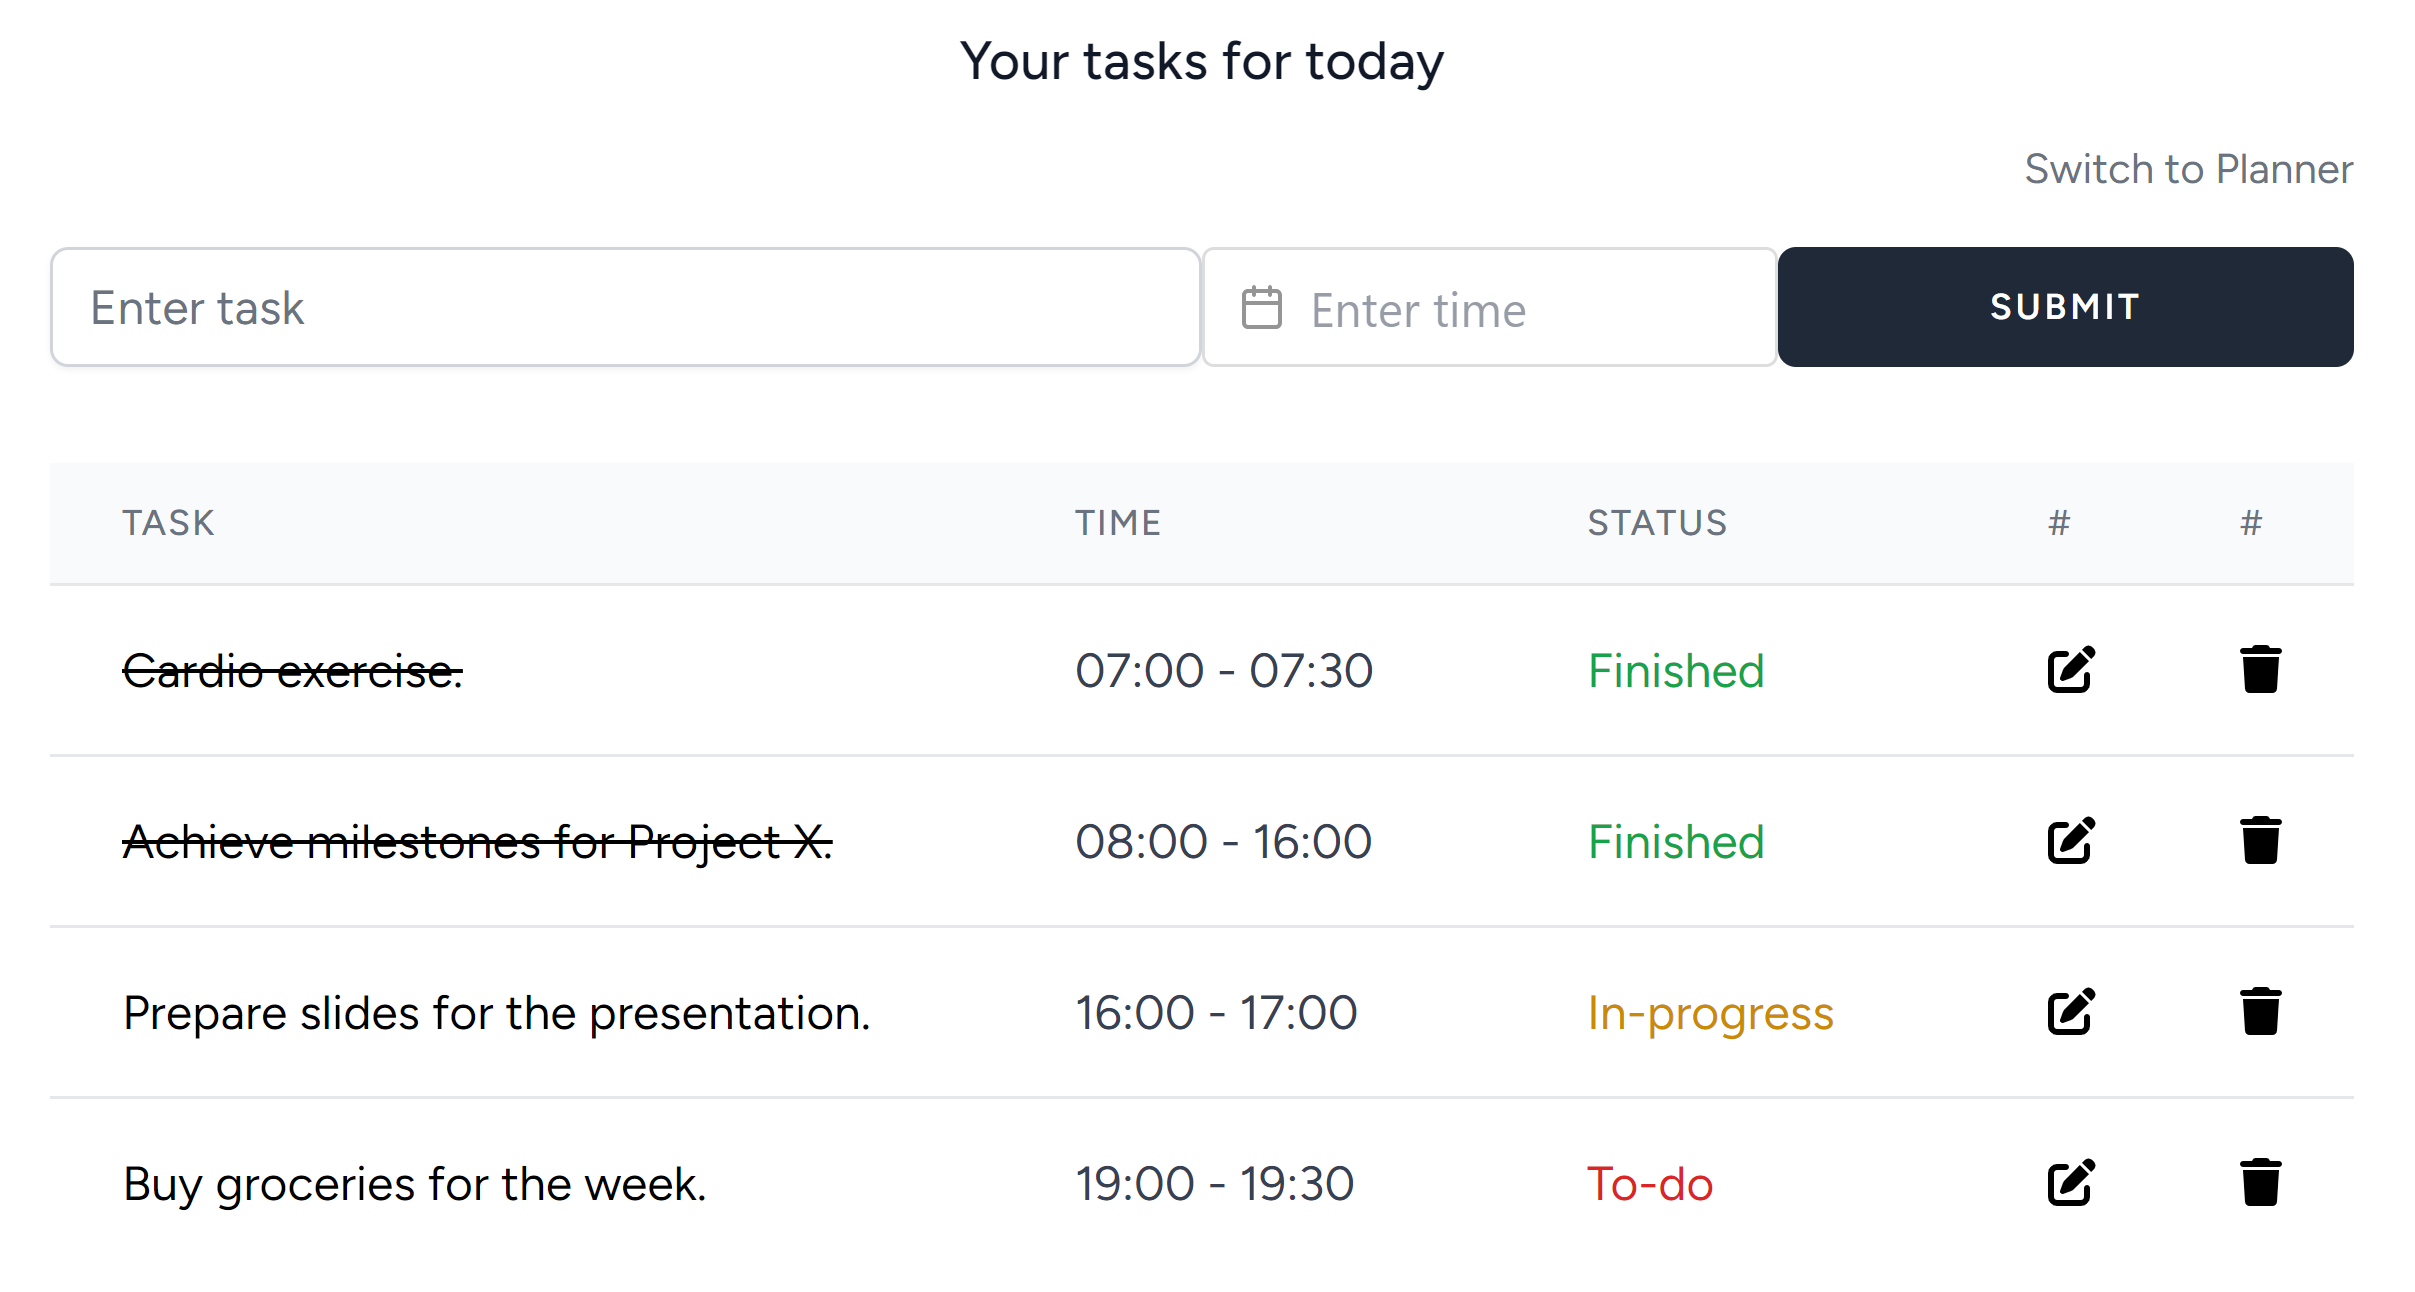 Your tasks for today
Switch to Planner
Enter task Enter time SUBMIT
TASK TIME STATUS # #
Cardio exercise. 07:00 - 07:30 Finished
Achieve milestones for Project X. 08:00 - 16:00 Finished
Prepare slides for the presentation. 16:00 - 17:00 In-progress
Buy groceries for the week. 19:00 - 19:30 To-do